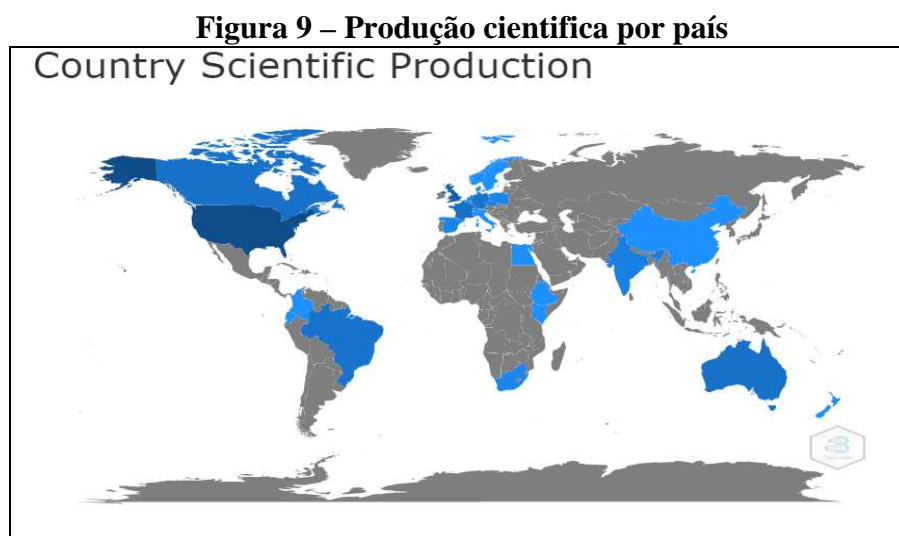 Figura 9 – Produção cientifica por país
Country Scientific Production